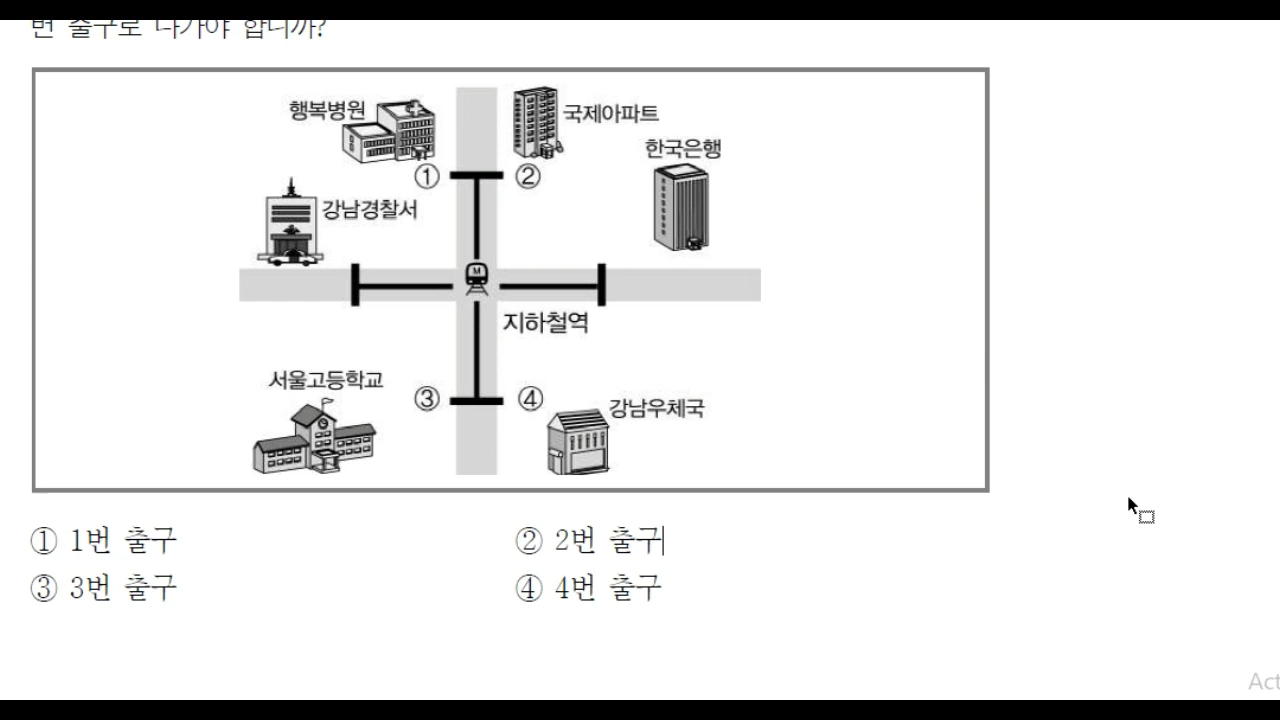 번 출구로 나가야 합니까?
행복병원
국제아파트
한국은행
① ②
강남경찰서
M
지하철역
서울고등학교
③ ④
강남우체국
① 1번 출구 ② 2번 출구
③ 3번 출구 ④ 4번 출구
Act